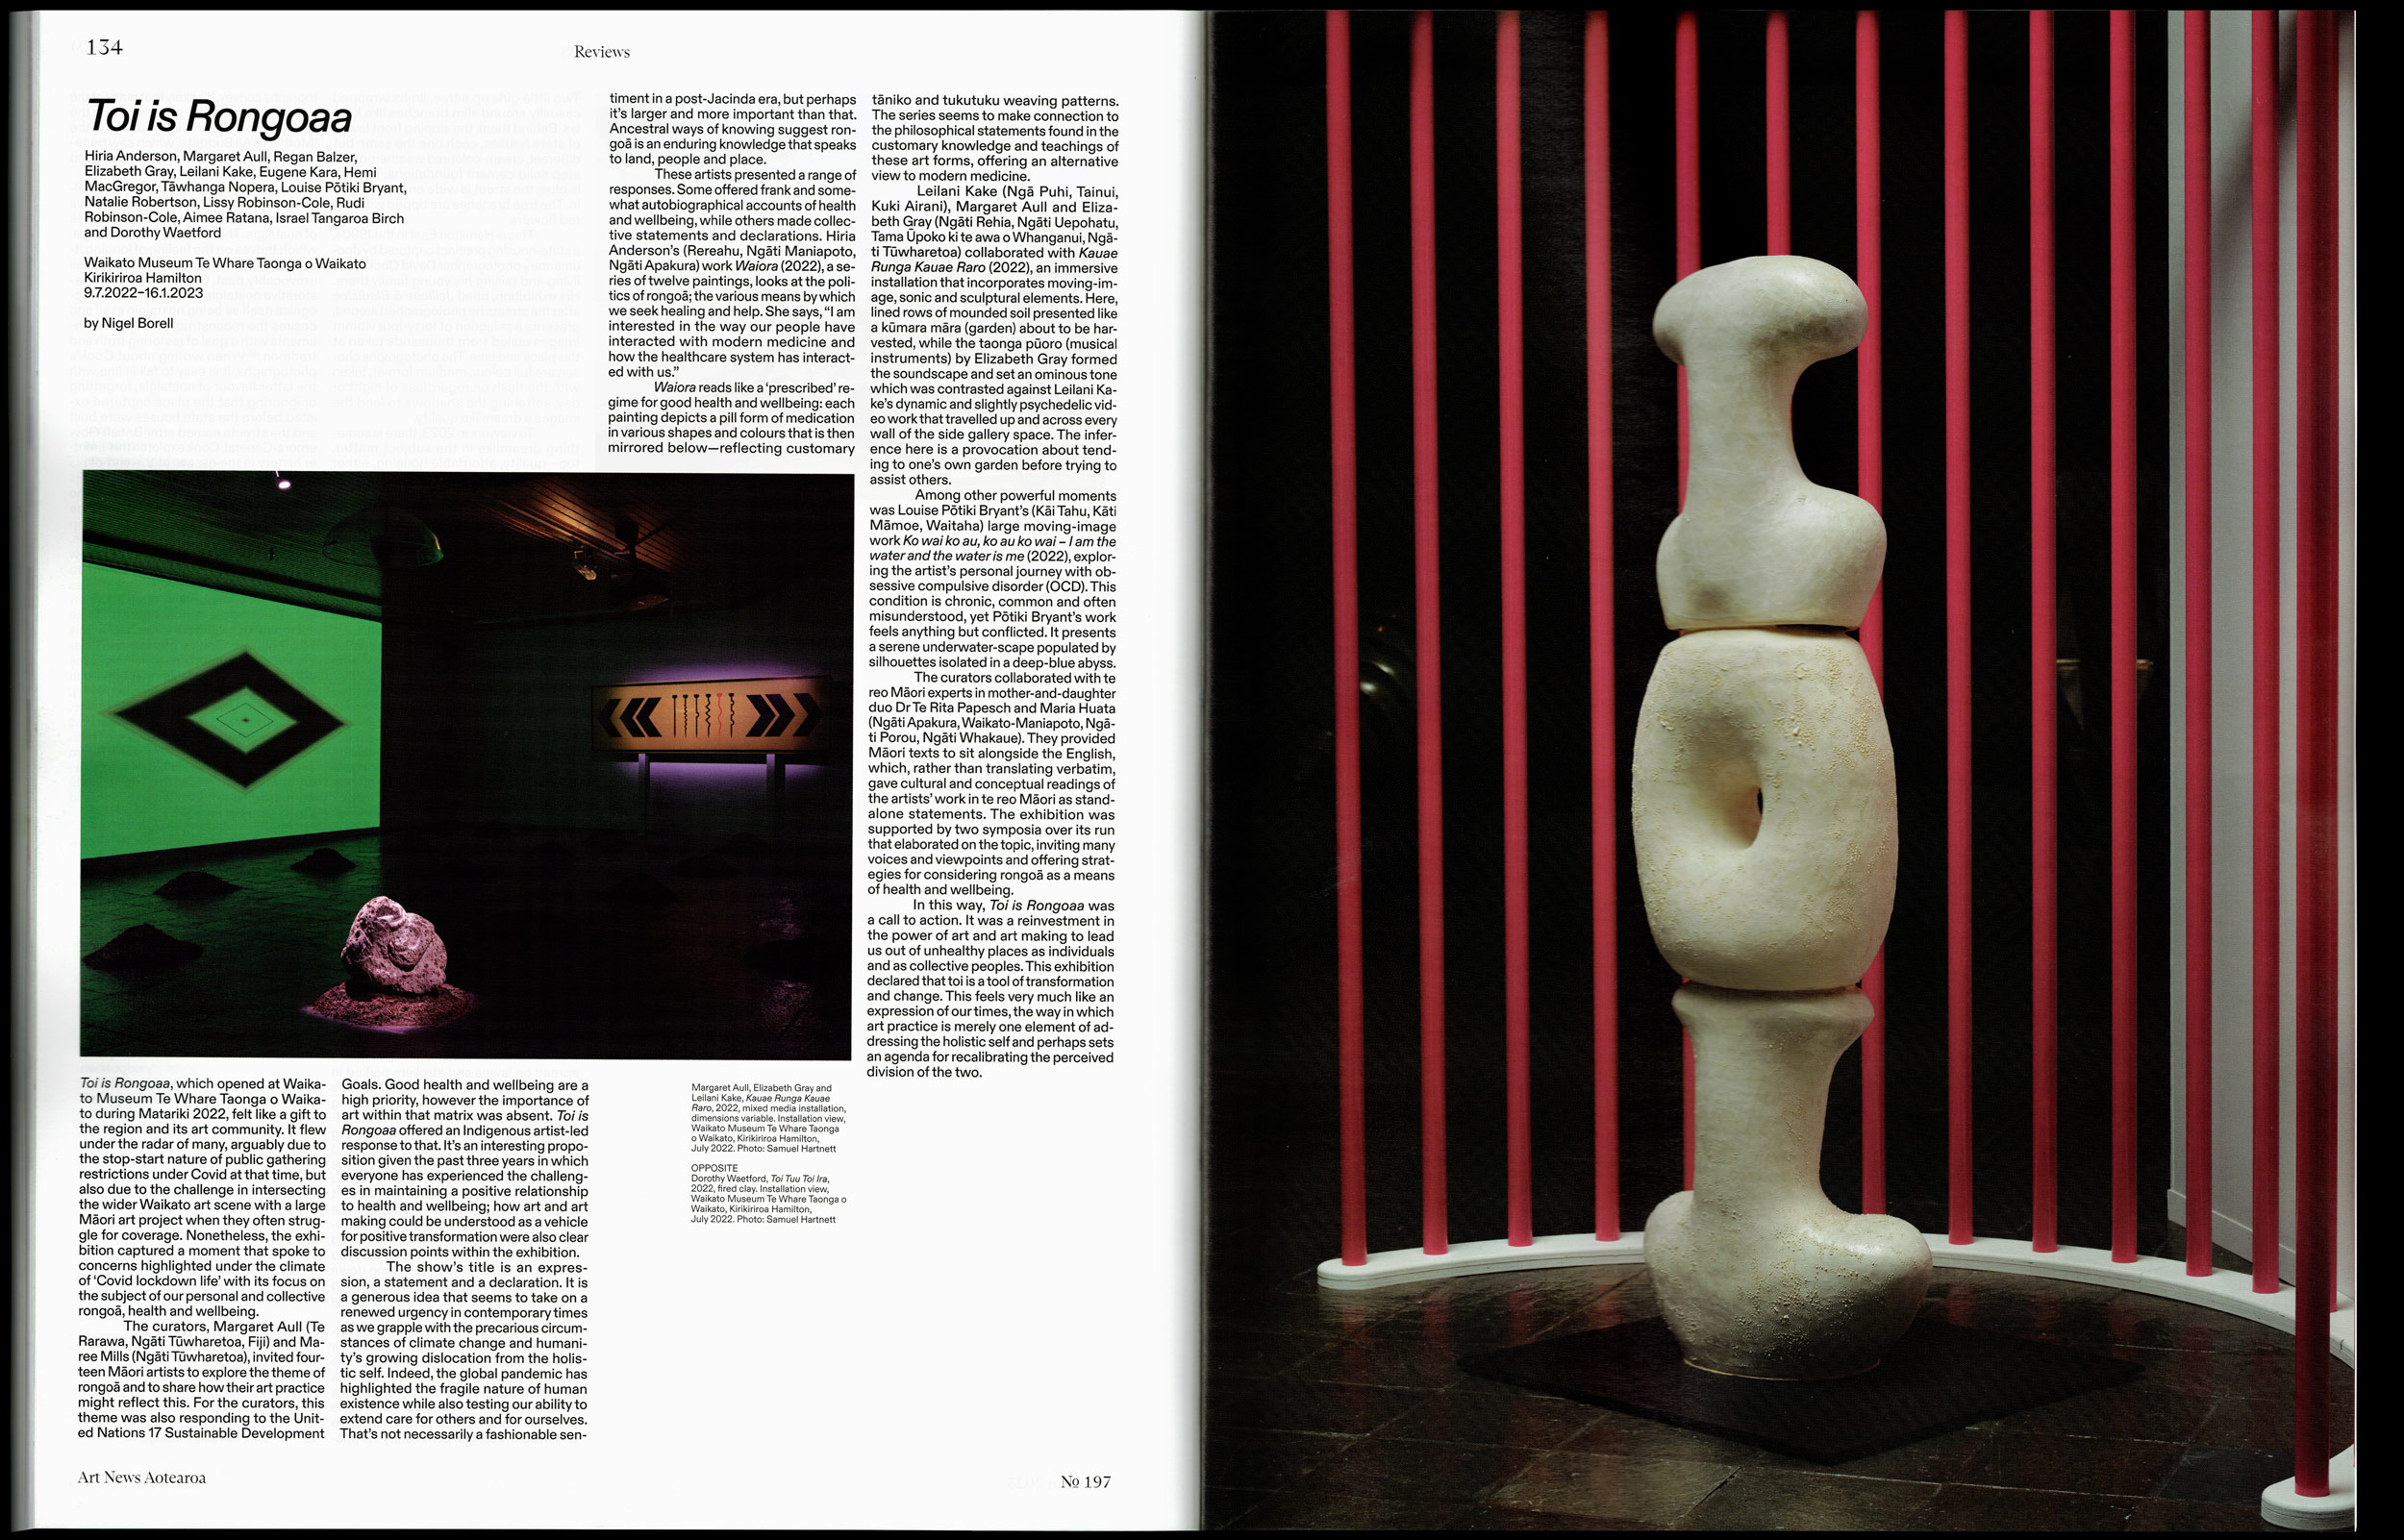 134
Reviews
Toi is Rongoaa
Hiria Anderson, Margaret Aull, Regan Balzer,
Elizabeth Gray, Leilani Kake, Eugene Kara, Hemi
MacGregor, Tāwhanga Nopera, Louise Pōtiki Bryant,
Natalie Robertson, Lissy Robinson-Cole, Rudi
Robinson-Cole, Aimee Ratana, Israel Tangaroa Birch
and Dorothy Waetford
Waikato Museum Te Whare Taonga o Waikato
Kirikiriroa Hamilton
9.7.2022–16.1.2023
by Nigel Borell
Toi is Rongoaa, which opened at Waika-
to Museum Te Whare Taonga o Waika-
to during Matariki 2022, felt like a gift to
the region and its art community. It flew
under the radar of many, arguably due to
the stop-start nature of public gathering
restrictions under Covid at that time, but
also due to the challenge in intersecting
the wider Waikato art scene with a large
Māori art project when they often strug-
gle for coverage. Nonetheless, the exhi-
bition captured a moment that spoke to
concerns highlighted under the climate
of ‘Covid lockdown life’ with its focus on
the subject of our personal and collective
rongoā, health and wellbeing.
The curators, Margaret Aull (Te
Rarawa, Ngāti Tūwharetoa, Fiji) and Ma-
ree Mills (Ngāti Tūwharetoa), invited four-
teen Māori artists to explore the theme of
rongoā and to share how their art practice
might reflect this. For the curators, this
theme was also responding to the Unit-
ed Nations 17 Sustainable Development
Goals. Good health and wellbeing are a
high priority, however the importance of
art within that matrix was absent. Toi is
Rongoaa offered an Indigenous artist-led
response to that. It’s an interesting propo-
sition given the past three years in which
everyone has experienced the challeng-
es in maintaining a positive relationship
to health and wellbeing; how art and art
making could be understood as a vehicle
for positive transformation were also clear
discussion points within the exhibition.
The show’s title is an expres-
sion, a statement and a declaration. It is
a generous idea that seems to take on a
renewed urgency in contemporary times
as we grapple with the precarious circum-
stances of climate change and humani-
ty’s growing dislocation from the holis-
tic self. Indeed, the global pandemic has
highlighted the fragile nature of human
existence while also testing our ability to
extend care for others and for ourselves.
That’s not necessarily a fashionable sen-
timent in a post-Jacinda era, but perhaps
it’s larger and more important than that.
Ancestral ways of knowing suggest ron-
goā is an enduring knowledge that speaks
to land, people and place.
These artists presented a range of
responses. Some offered frank and some-
what autobiographical accounts of health
and wellbeing, while others made collec-
tive statements and declarations. Hiria
Anderson’s (Rereahu, Ngāti Maniapoto,
Ngāti Apakura) work Waiora (2022), a se-
ries of twelve paintings, looks at the poli-
tics of rongoā; the various means by which
we seek healing and help. She says, “I am
interested in the way our people have
interacted with modern medicine and
how the healthcare system has interact-
ed with us.”
Waiora reads like a ‘prescribed’ re-
gime for good health and wellbeing: each
painting depicts a pill form of medication
in various shapes and colours that is then
mirrored below—reflecting customary
tāniko and tukutuku weaving patterns.
The series seems to make connection to
the philosophical statements found in the
customary knowledge and teachings of
these art forms, offering an alternative
view to modern medicine.
Leilani Kake (Ngā Puhi, Tainui,
Kuki Airani), Margaret Aull and Eliza-
beth Gray (Ngāti Rehia, Ngāti Uepohatu,
Tama Ūpoko ki te awa o Whanganui, Ngā-
ti Tūwharetoa) collaborated with Kauae
Runga Kauae Raro (2022), an immersive
installation that incorporates moving-im-
age, sonic and sculptural elements. Here,
lined rows of mounded soil presented like
a kūmara māra (garden) about to be har-
vested, while the taonga pūoro (musical
instruments) by Elizabeth Gray formed
the soundscape and set an ominous tone
which was contrasted against Leilani Ka-
ke’s dynamic and slightly psychedelic vid-
eo work that travelled up and across every
wall of the side gallery space. The infer-
ence here is a provocation about tend-
ing to one’s own garden before trying to
assist others.
Among other powerful moments
was Louise Pōtiki Bryant’s (Kāi Tahu, Kāti
Māmoe, Waitaha) large moving-image
work Ko wai ko au, ko au ko wai – I am the
water and the water is me (2022), explor-
ing the artist’s personal journey with ob-
sessive compulsive disorder (OCD). This
condition is chronic, common and often
misunderstood, yet Pōtiki Bryant’s work
feels anything but conflicted. It presents
a serene underwater-scape populated by
silhouettes isolated in a deep-blue abyss.
The curators collaborated with te
reo Māori experts in mother-and-daughter
duo Dr Te Rita Papesch and Maria Huata
(Ngāti Apakura, Waikato-Maniapoto, Ngā-
ti Porou, Ngāti Whakaue). They provided
Māori texts to sit alongside the English,
which, rather than translating verbatim,
gave cultural and conceptual readings of
the artists’ work in te reo Māori as stand-
alone statements. The exhibition was
supported by two symposia over its run
that elaborated on the topic, inviting many
voices and viewpoints and offering strat-
egies for considering rongoā as a means
of health and wellbeing.
In this way, Toi is Rongoaa was
a call to action. It was a reinvestment in
the power of art and art making to lead
us out of unhealthy places as individuals
and as collective peoples. This exhibition
declared that toi is a tool of transformation
and change. This feels very much like an
expression of our times, the way in which
art practice is merely one element of ad-
dressing the holistic self and perhaps sets
an agenda for recalibrating the perceived
division of the two.
Margaret Aull, Elizabeth Gray and
Leilani Kake, Kauae Runga Kauae
Raro, 2022, mixed media installation,
dimensions variable. Installation view,
Waikato Museum Te Whare Taonga
o Waikato, Kirikiriroa Hamilton,
July 2022. Photo: Samuel Hartnett
OPPOSITE
Dorothy Waetford, Toi Tuu Toi Ira,
2022, fired clay. Installation view,
Waikato Museum Te Whare Taonga o
Waikato, Kirikiriroa Hamilton,
July 2022. Photo: Samuel Hartnett
Art News Aotearoa
№ 197